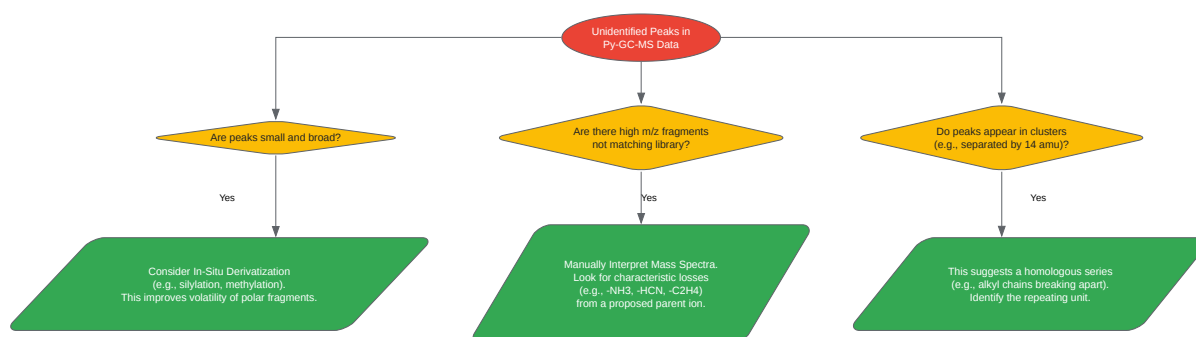 Unidentified Peaks in
Py-GC-MS Data
Are peaks small and broad?
Are there high m/z fragments
not matching library?
Do peaks appear in clusters
(e.g., separated by 14 amu)?
Yes
Yes
Yes
Consider In-Situ Derivatization
(e.g., silylation, methylation).
This improves volatility of polar fragments.
Manually Interpret Mass Spectra.
Look for characteristic losses
(e.g., -NH3, -HCN, -C2H4)
from a proposed parent ion.
This suggests a homologous series
(e.g., alkyl chains breaking apart).
Identify the repeating unit.